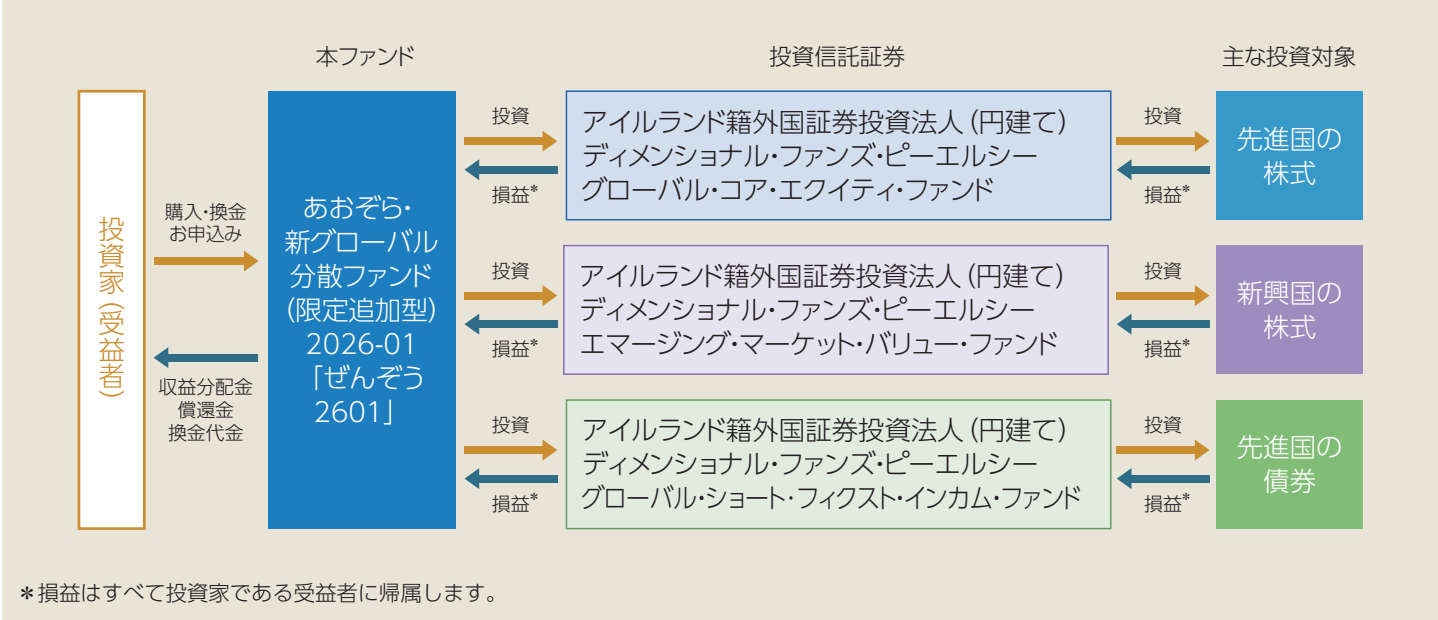 本ファンド
投資信託証券
主な投資対象
投資家(受益者)
購入・換金
お申込み
収益分配金
償還金
換金代金
あおぞら・
新グローバル
分散ファンド
(限定追加型)
2026-01
「ぜんぞう
2601」
投資
損益*
アイルランド籍外国証券投資法人(円建て)
ディメンショナル・ファンズ・ピーエルシー
グローバル・コア・エクイティ・ファンド
投資
損益*
先進国の
株式
投資
損益*
アイルランド籍外国証券投資法人(円建て)
ディメンショナル・ファンズ・ピーエルシー
エマージング・マーケット・バリュー・ファンド
投資
損益*
新興国の
株式
投資
損益*
アイルランド籍外国証券投資法人(円建て)
ディメンショナル・ファンズ・ピーエルシー
グローバル・ショート・フィクスト・インカム・ファンド
投資
損益*
先進国の
債券
*損益はすべて投資家である受益者に帰属します。